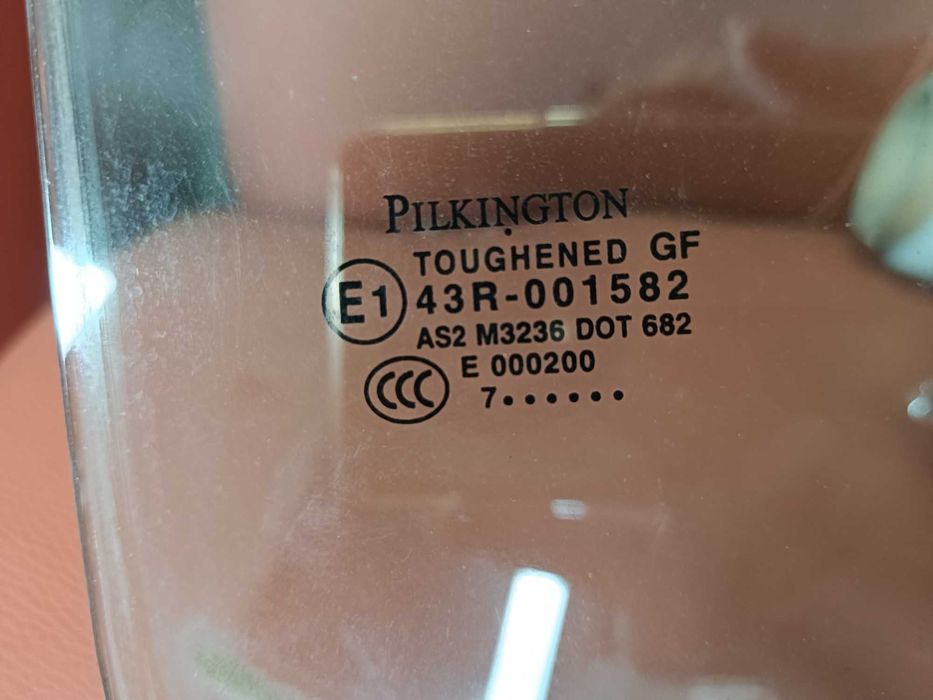 PILKINGTON
TOUGHENED GF
E1 43R-001582
AS2 M3236 DOT 682
CCC E 000200
7••••••